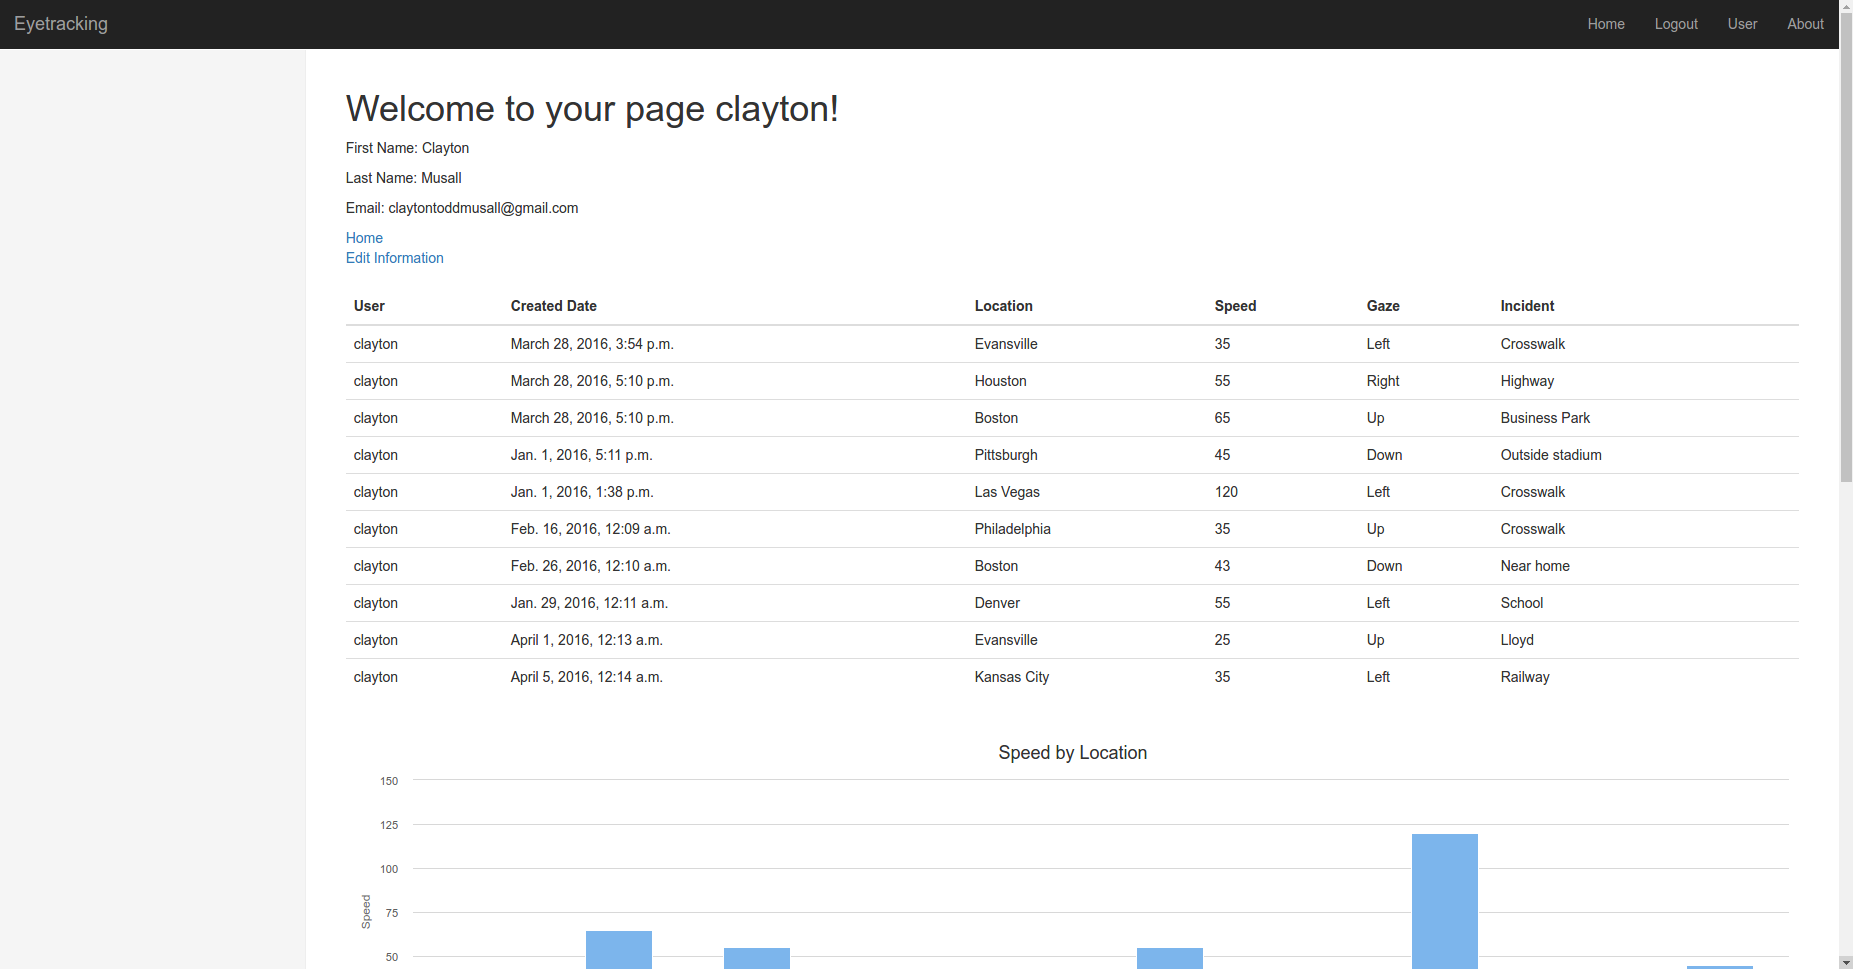 Eyetracking Home Logout User About
Welcome to your page clayton!
First Name: Clayton
Last Name: Musall
Email: claytontoddmusall@gmail.com
Home
Edit Information
User Created Date Location Speed Gaze Incident
clayton March 28, 2016, 3:54 p.m. Evansville 35 Left Crosswalk
clayton March 28, 2016, 5:10 p.m. Houston 55 Right Highway
clayton March 28, 2016, 5:10 p.m. Boston 65 Up Business Park
clayton Jan. 1, 2016, 5:11 p.m. Pittsburgh 45 Down Outside stadium
clayton Jan. 1, 2016, 1:38 p.m. Las Vegas 120 Left Crosswalk
clayton Feb. 16, 2016, 12:09 a.m. Philadelphia 35 Up Crosswalk
clayton Feb. 26, 2016, 12:10 a.m. Boston 43 Down Near home
clayton Jan. 29, 2016, 12:11 a.m. Denver 55 Left School
clayton April 1, 2016, 12:13 a.m. Evansville 25 Up Lloyd
clayton April 5, 2016, 12:14 a.m. Kansas City 35 Left Railway
Speed by Location
150
125
100
75
50
Speed